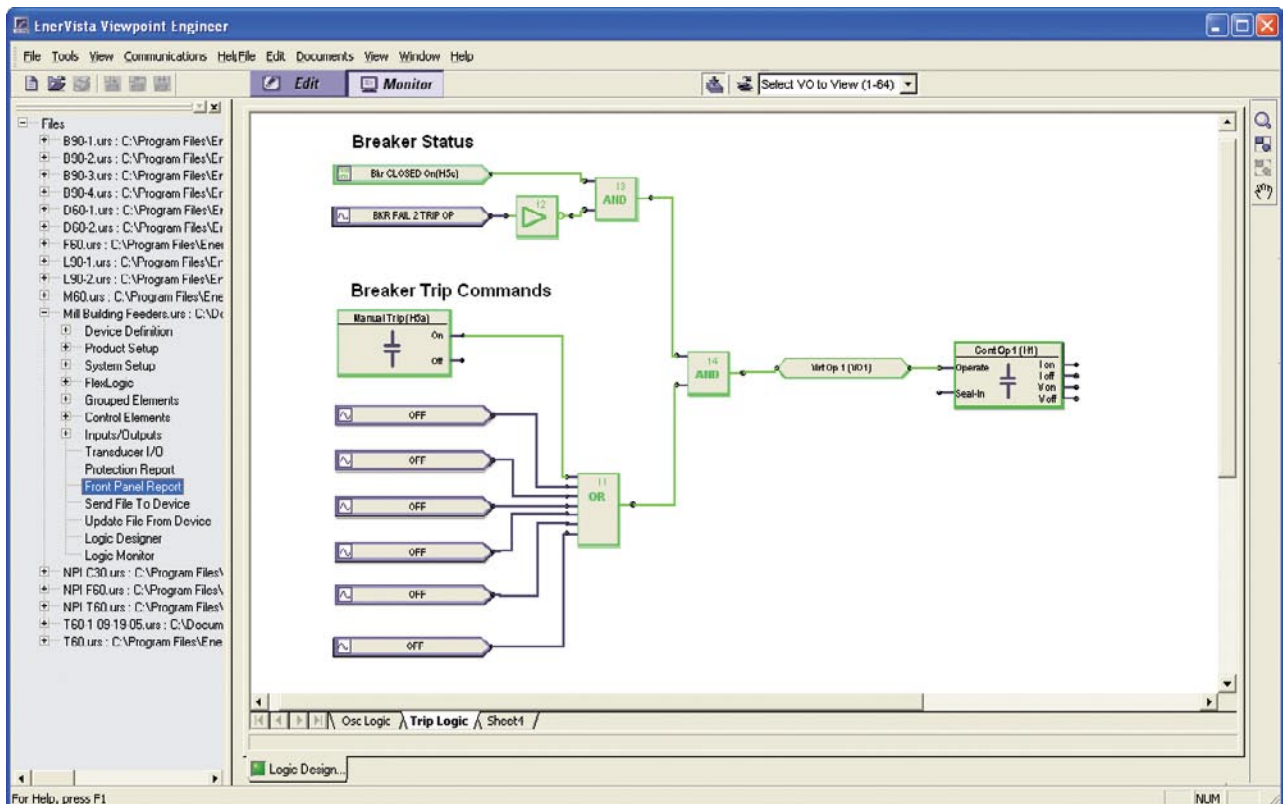 EnerVista Viewpoint Engineer
File Tools View Communications Help File Edit Documents View Window Help
Edit Monitor Select VO to View (1-64)
Files
B90-1.urs : C:\Program Files\Er
B90-2.urs : C:\Program Files\Er
B90-3.urs : C:\Program Files\Er
B90-4.urs : C:\Program Files\Er
D60-1.urs : C:\Program Files\Er
D60-2.urs : C:\Program Files\Er
F60.urs : C:\Program Files\Ener
L90-1.urs : C:\Program Files\Er
L90-2.urs : C:\Program Files\Er
M60.urs : C:\Program Files\Ene
Mill Building Feeders.urs : C:\Do
Device Definition
Product Setup
System Setup
FlexLogic
Grouped Elements
Control Elements
Inputs/Outputs
Transducer I/O
Protection Report
Front Panel Report
Send File To Device
Update File From Device
Logic Designer
Logic Monitor
NPI C30.urs : C:\Program Files\
NPI F60.urs : C:\Program Files\
NPI T60.urs : C:\Program Files\
T60-1 09-19-05.urs : C:\Docum
T60.urs : C:\Program Files\Ene
Breaker Status
Bkr CLOSED On(H5c)
BKR FAIL 2 TRIP OP
12
13
AND
Breaker Trip Commands
Manual Trip(H5a)
On
Off
OFF
OFF
OFF
OFF
OFF
OFF
11
OR
14
AND
Virt Op 1 (VO1)
Cont Op 1 (H1)
Operate
Seal-In
I on
I off
V on
V off
Osc Logic Trip Logic Sheet4
Logic Design...
For Help, press F1
NUM